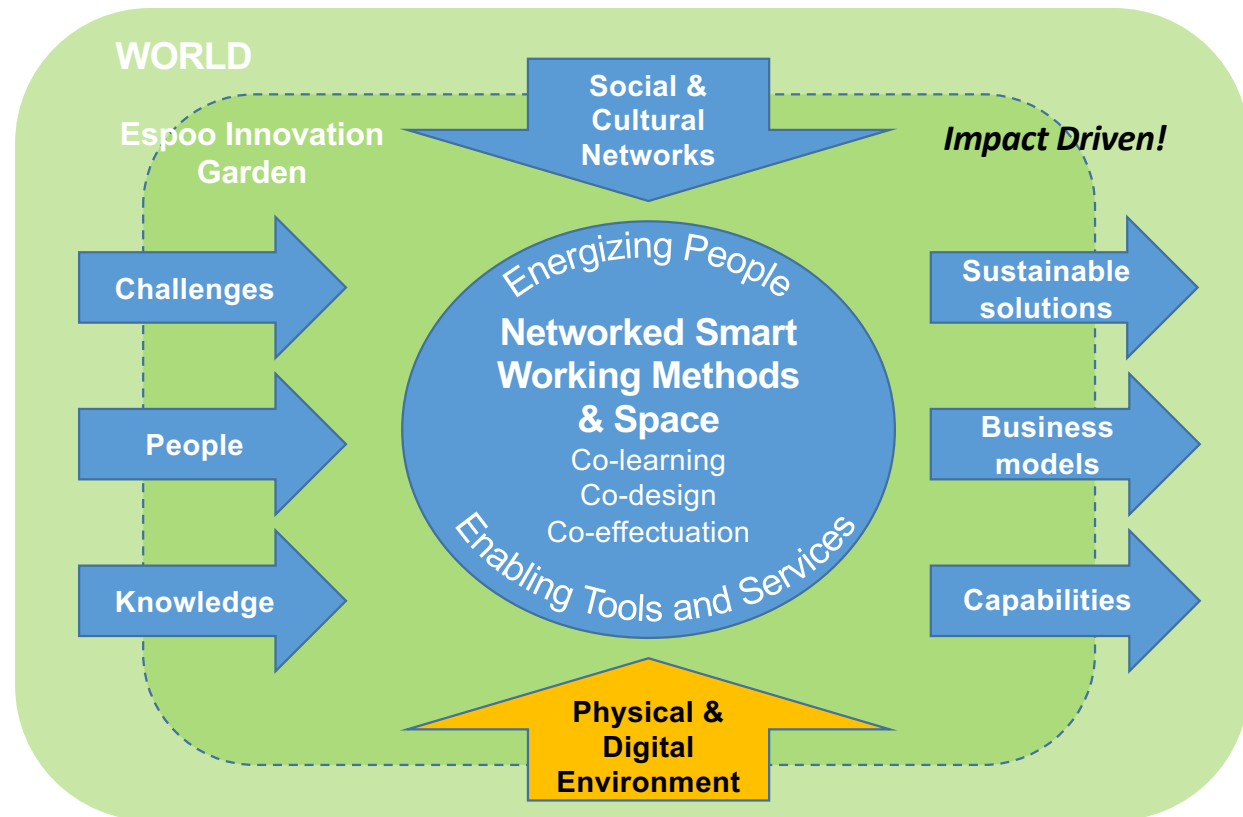 WORLD
Social &
Cultural
Networks
Espoo Innovation
Garden
Impact Driven!
Challenges
People
Knowledge
Energizing People
Networked Smart
Working Methods
& Space
Co-learning
Co-design
Co-effectuation
Enabling Tools and Services
Sustainable
solutions
Business
models
Capabilities
Physical &
Digital
Environment